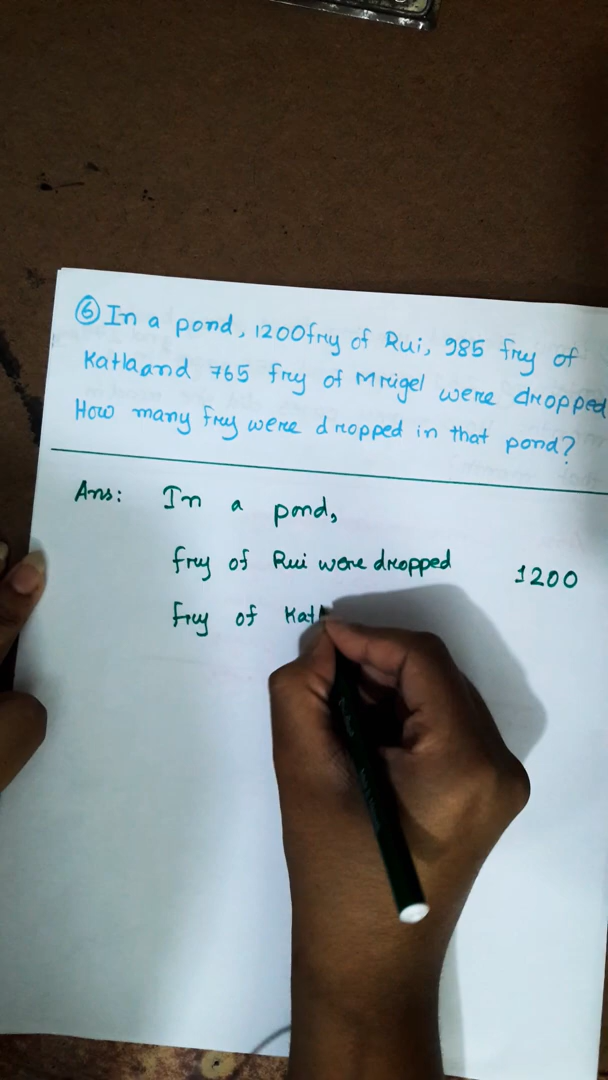 ⑥ In a pond, 1200 fry of Rui, 985 fry of
Katla and 765 fry of Mrigel were dropped
How many fry were dropped in that pond?
Ans: In a pond,
fry of Rui were dropped 1200
fry of Katl